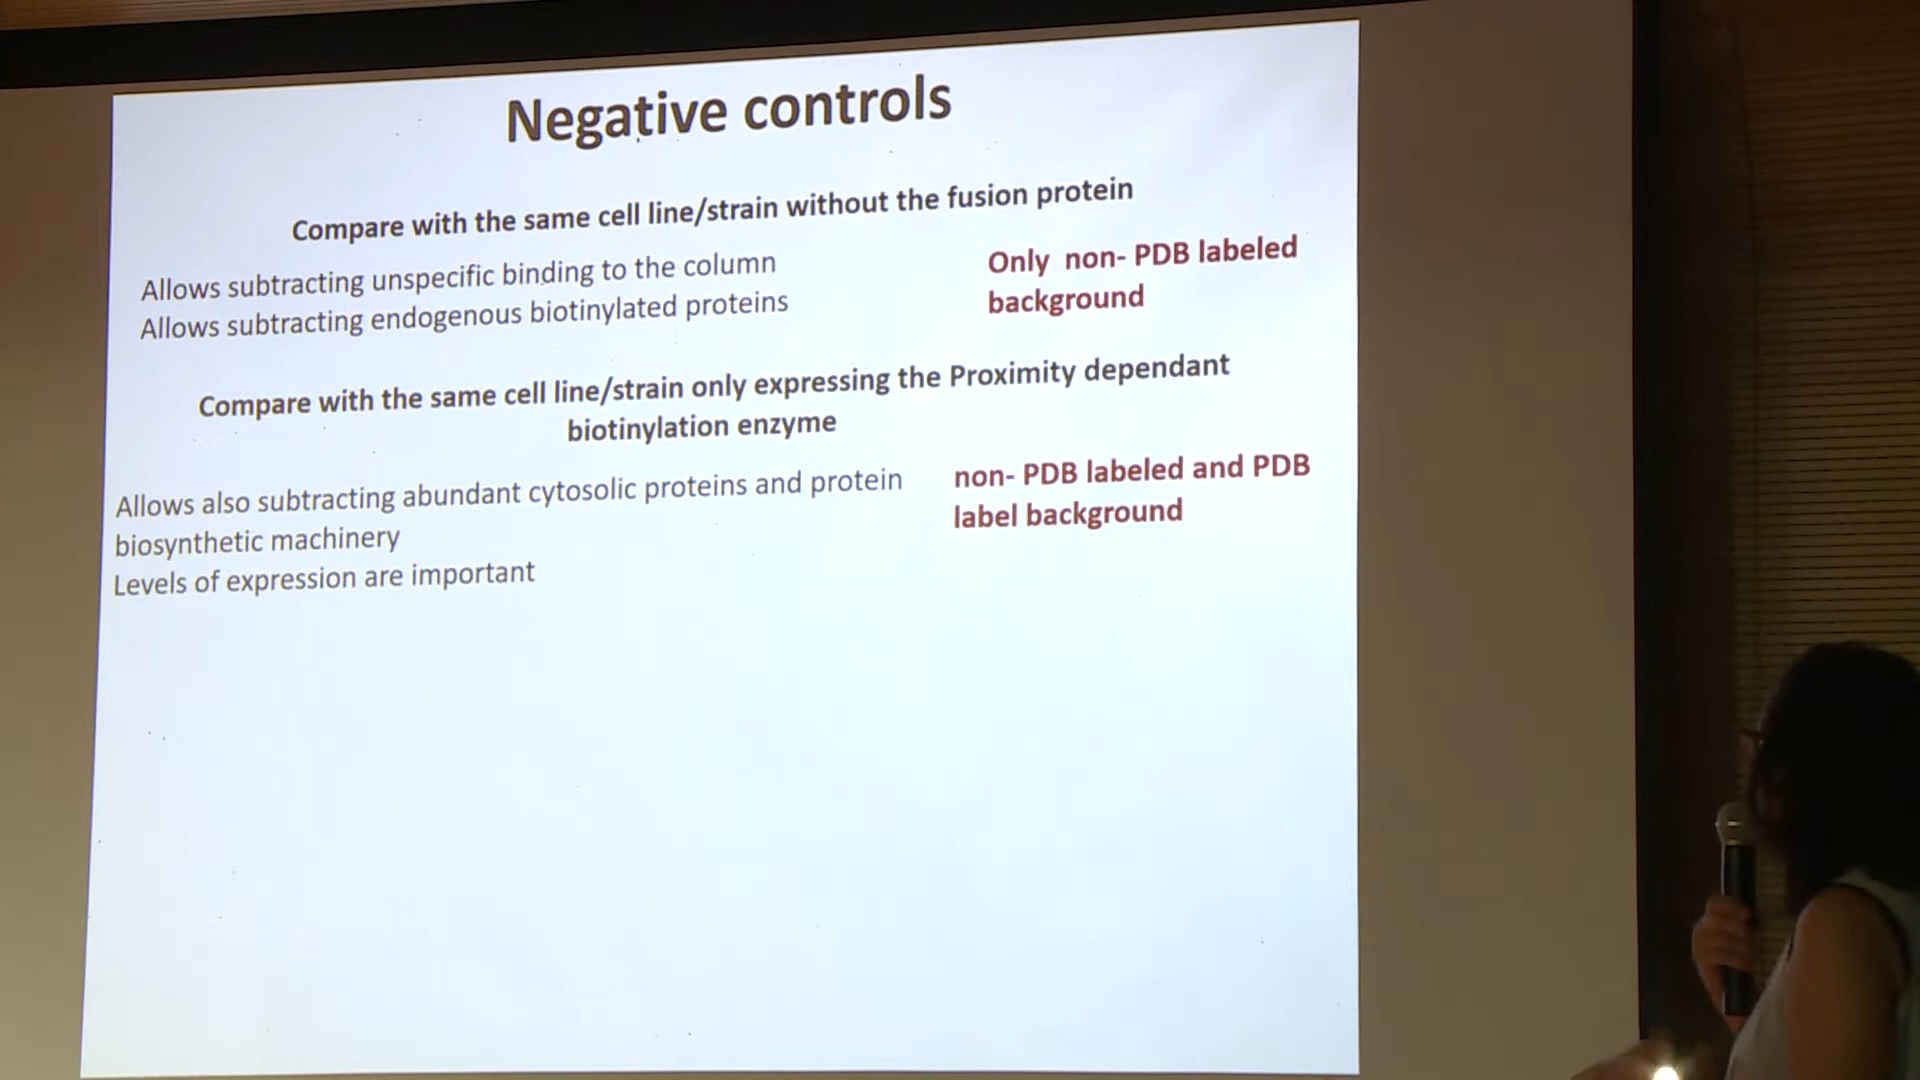 Negative controls
Compare with the same cell line/strain without the fusion protein
Allows subtracting unspecific binding to the column
Allows subtracting endogenous biotinylated proteins
Only non- PDB labeled
background
Compare with the same cell line/strain only expressing the Proximity dependant
biotinylation enzyme
Allows also subtracting abundant cytosolic proteins and protein
biosynthetic machinery
Levels of expression are important
non- PDB labeled and PDB
label background